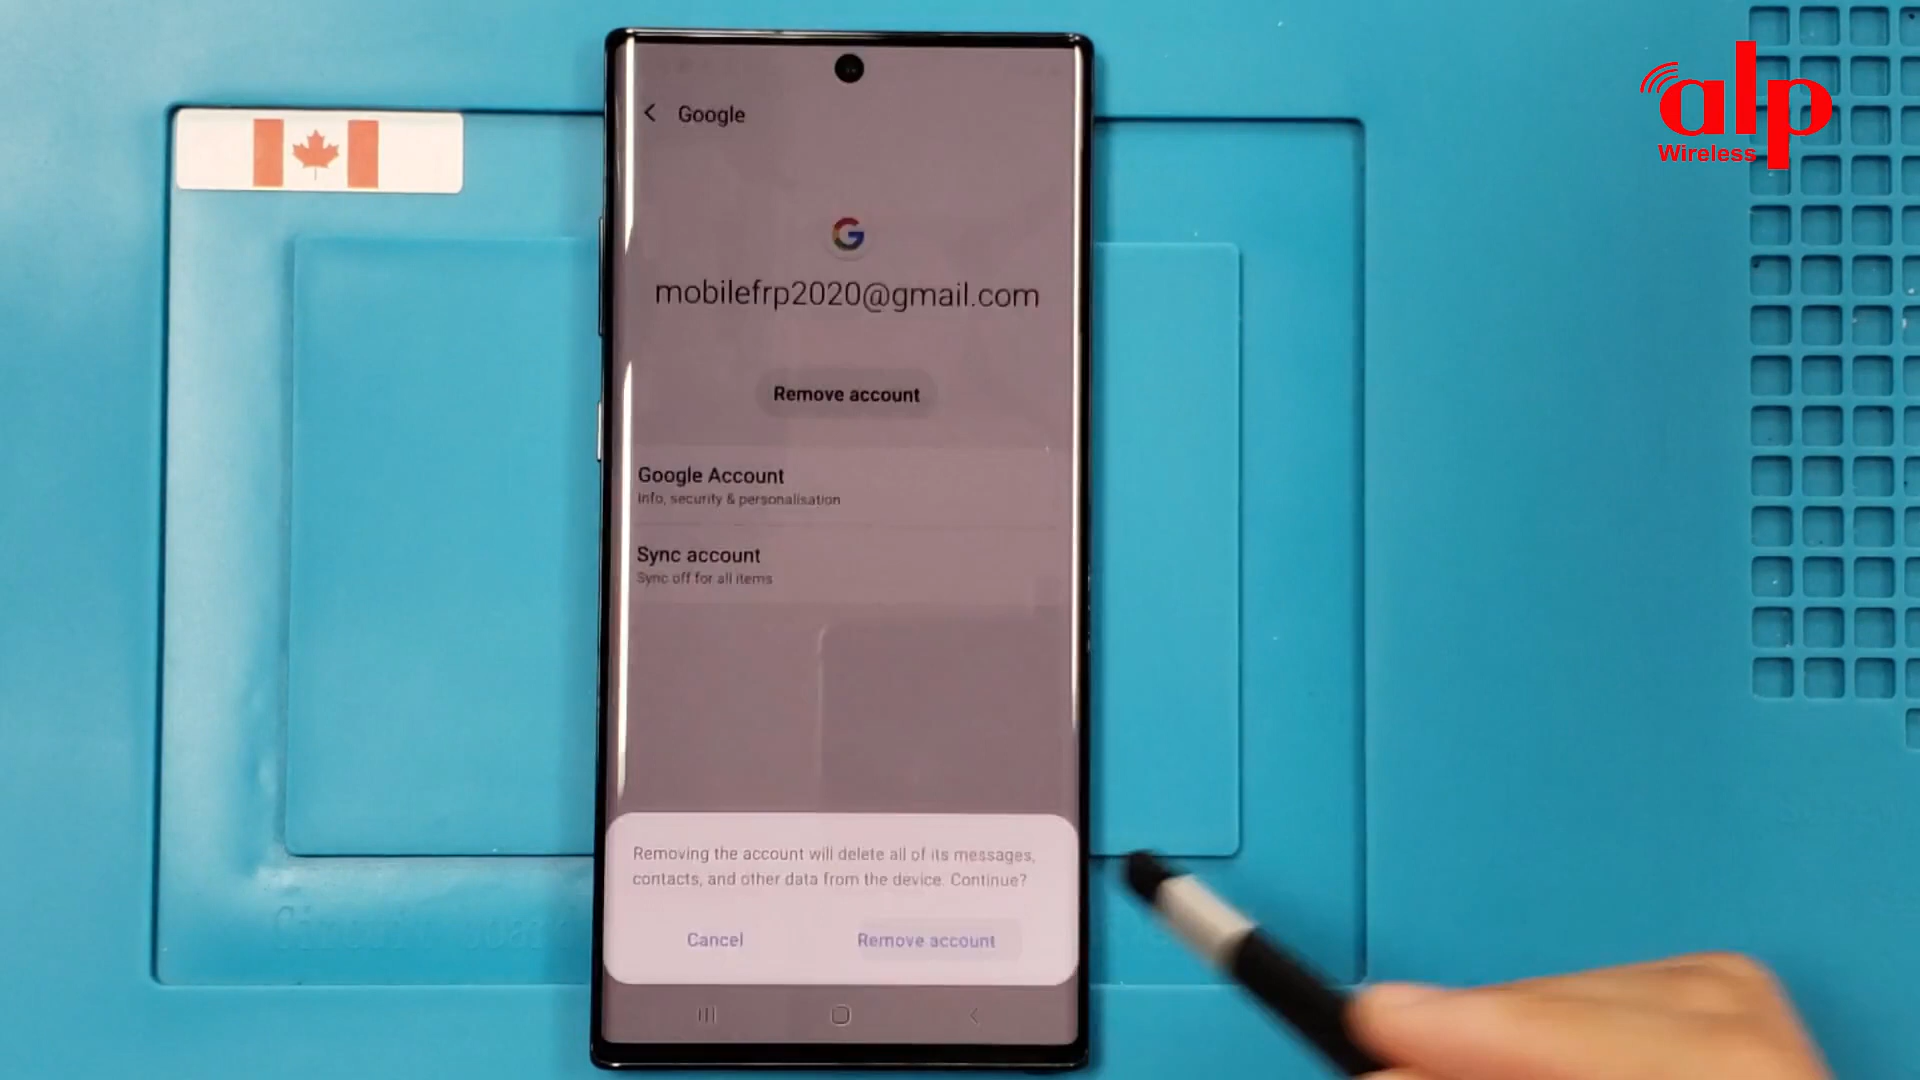 alp
Wireless
Google
G
mobilefrp2020@gmail.com
Remove account
Google Account
Info, security & personalisation
Sync account
Sync off for all items
Removing the account will delete all of its messages,
contacts, and other data from the device. Continue?
Cancel
Remove account
Circuit board